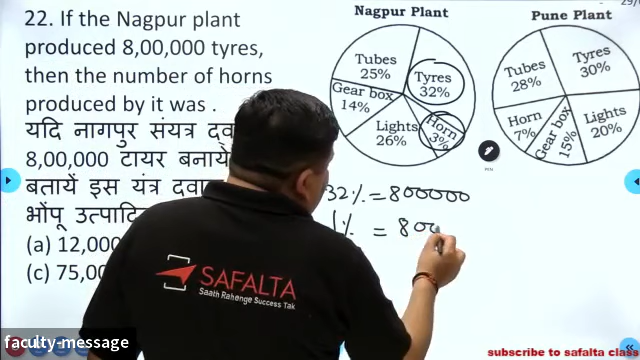 22. If the Nagpur plant
produced 8,00,000 tyres,
then the number of horns
produced by it was .
यदि नागपुर संयत्र
8,00,000 टायर बनाये
बतायें इस यंत्र
भोंपू
(a) 12,000
(c) 75,00
Nagpur Plant
Tubes
25%
Tyres
32%
Gear box
14%
Horn
3%
Lights
26%
Pune Plant
Tubes
28%
Tyres
30%
Horn
7%
Gear box
15%
Lights
20%
PEN
32% = 800000
1% = 800
SAFALTA
Saath Rahenge Success Tak
faculty-message
subscribe to safalta class